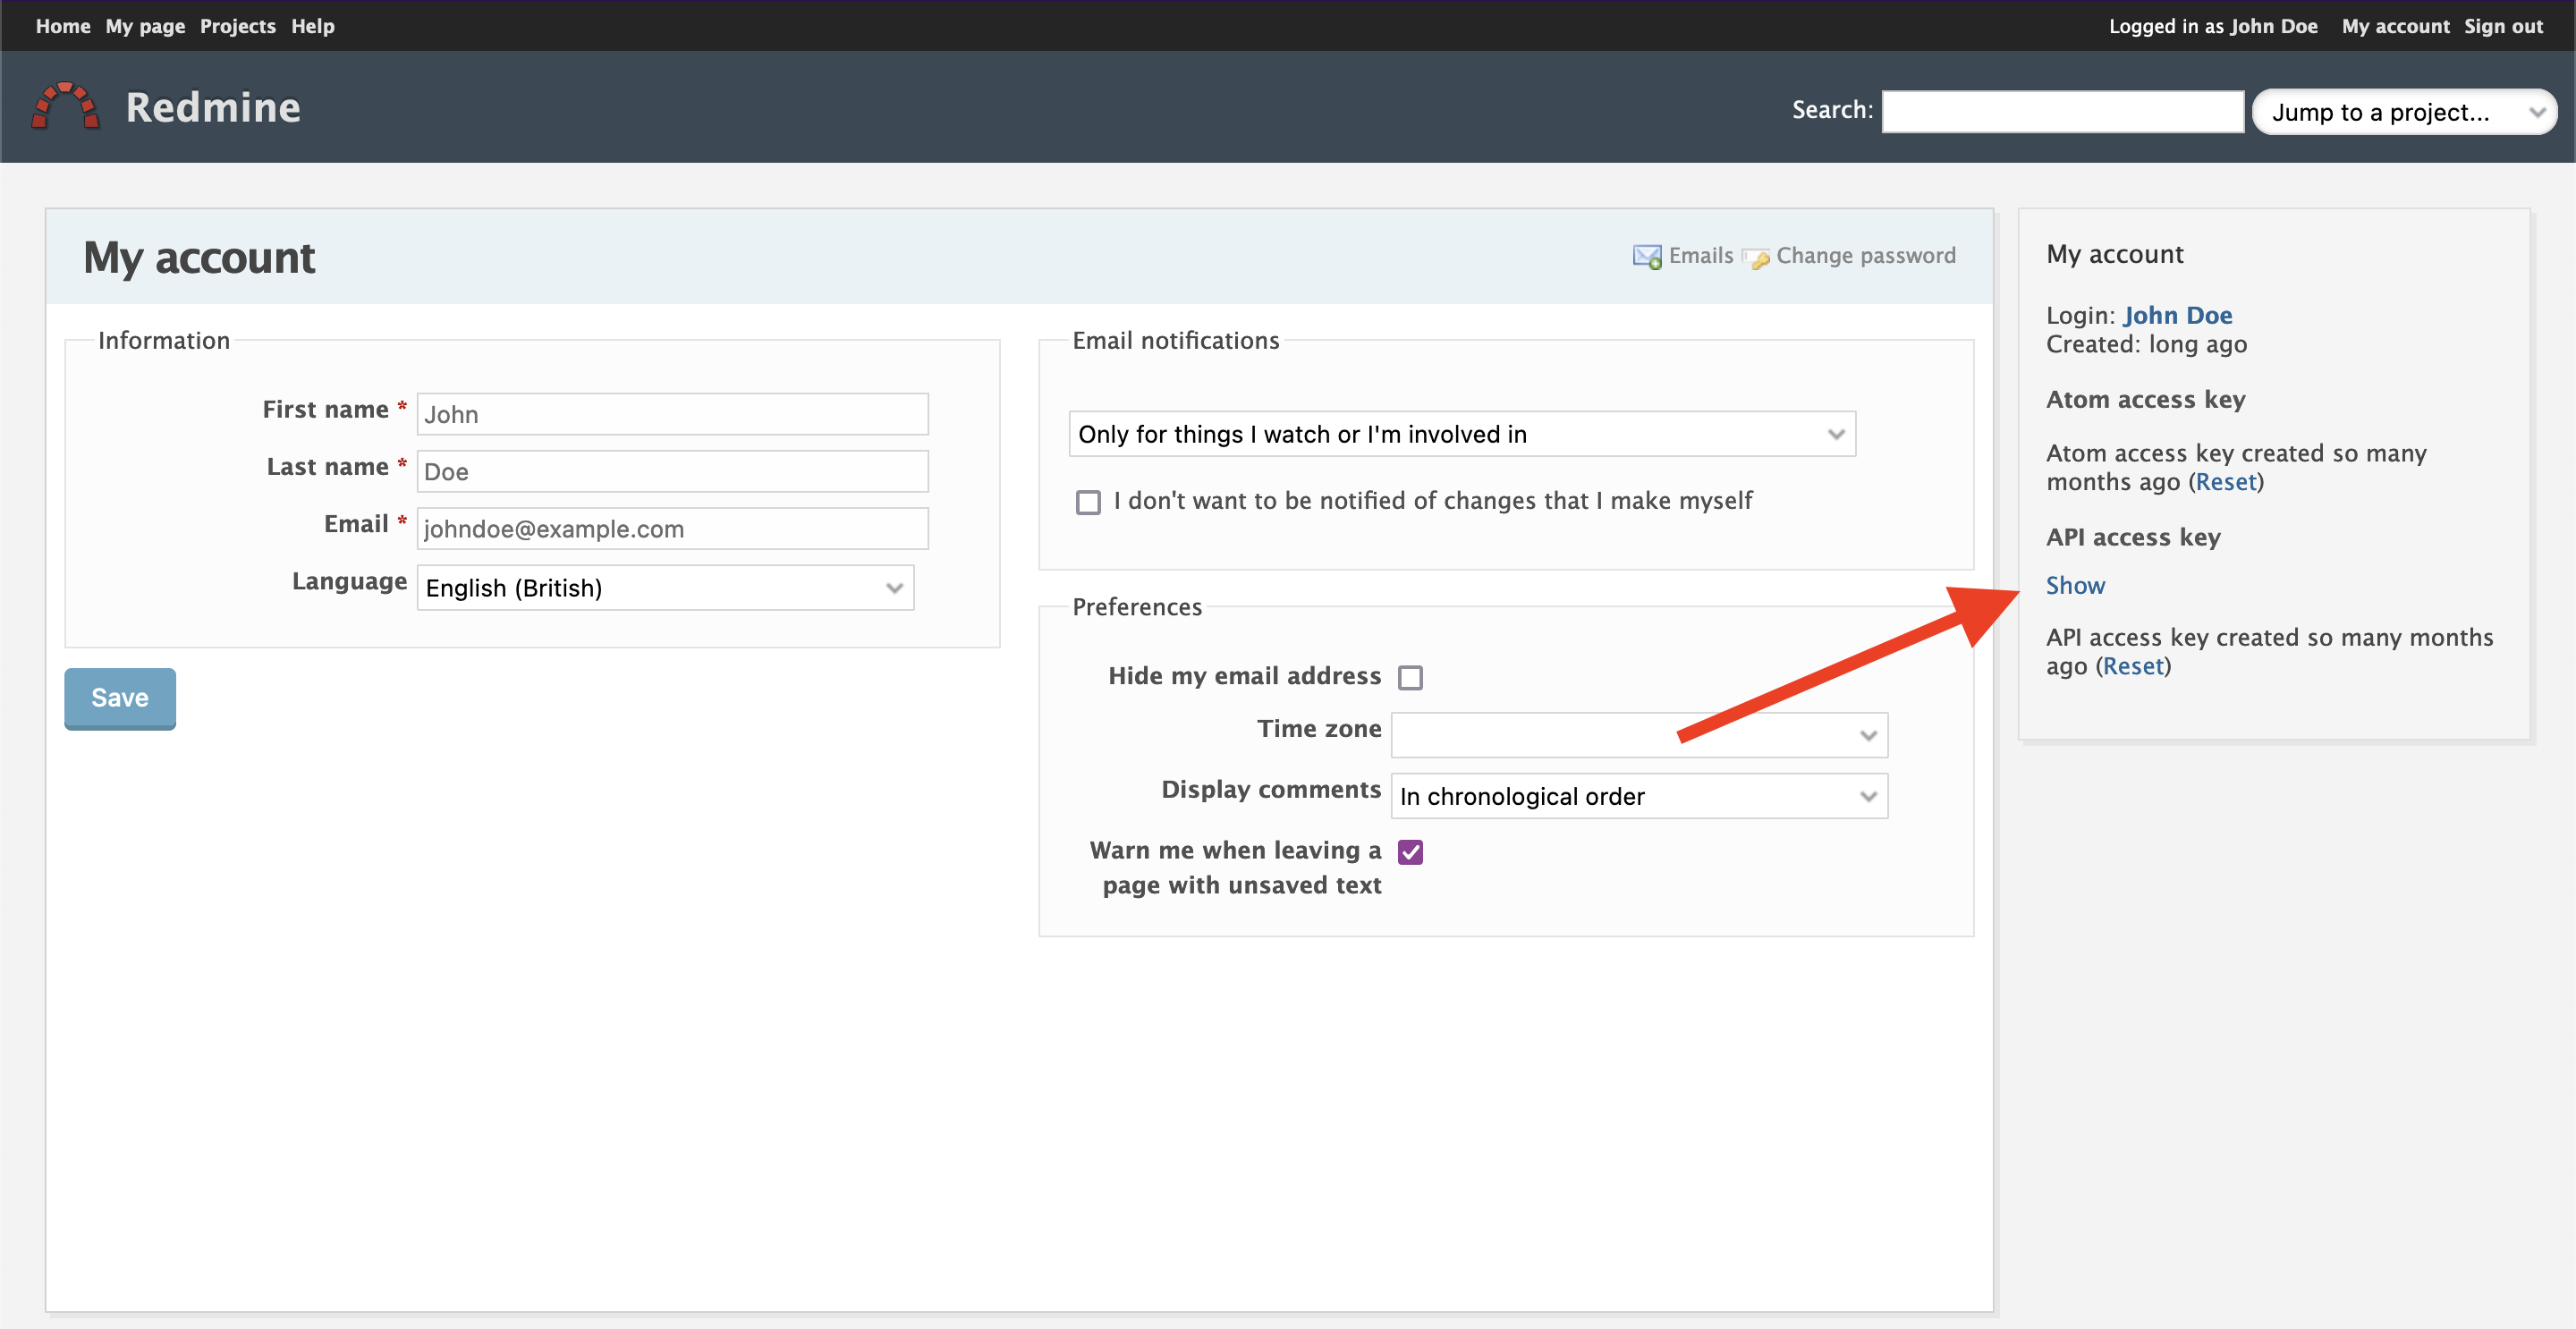 Home My page Projects Help
Logged in as John Doe My account Sign out
Redmine
Search:
Jump to a project...
My account
Emails Change password
Information
First name *
John
Last name *
Doe
Email *
johndoe@example.com
Language
English (British)
Save
Email notifications
Only for things I watch or I'm involved in
I don't want to be notified of changes that I make myself
Preferences
Hide my email address
Time zone
Display comments
In chronological order
Warn me when leaving a
page with unsaved text
My account
Login: John Doe
Created: long ago
Atom access key
Atom access key created so many
months ago (Reset)
API access key
Show
API access key created so many months
ago (Reset)